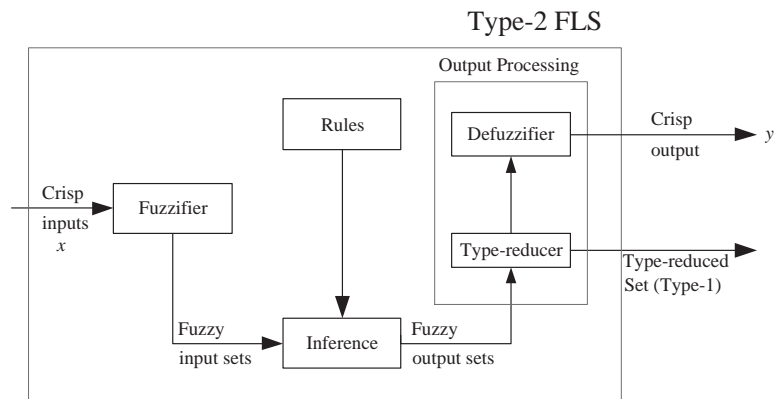 Type-2 FLS
Output Processing
Rules
Defuzzifier
Crisp
output
y
Crisp
inputs
x
Fuzzifier
Type-reducer
Type-reduced
Set (Type-1)
Fuzzy
input sets
Inference
Fuzzy
output sets